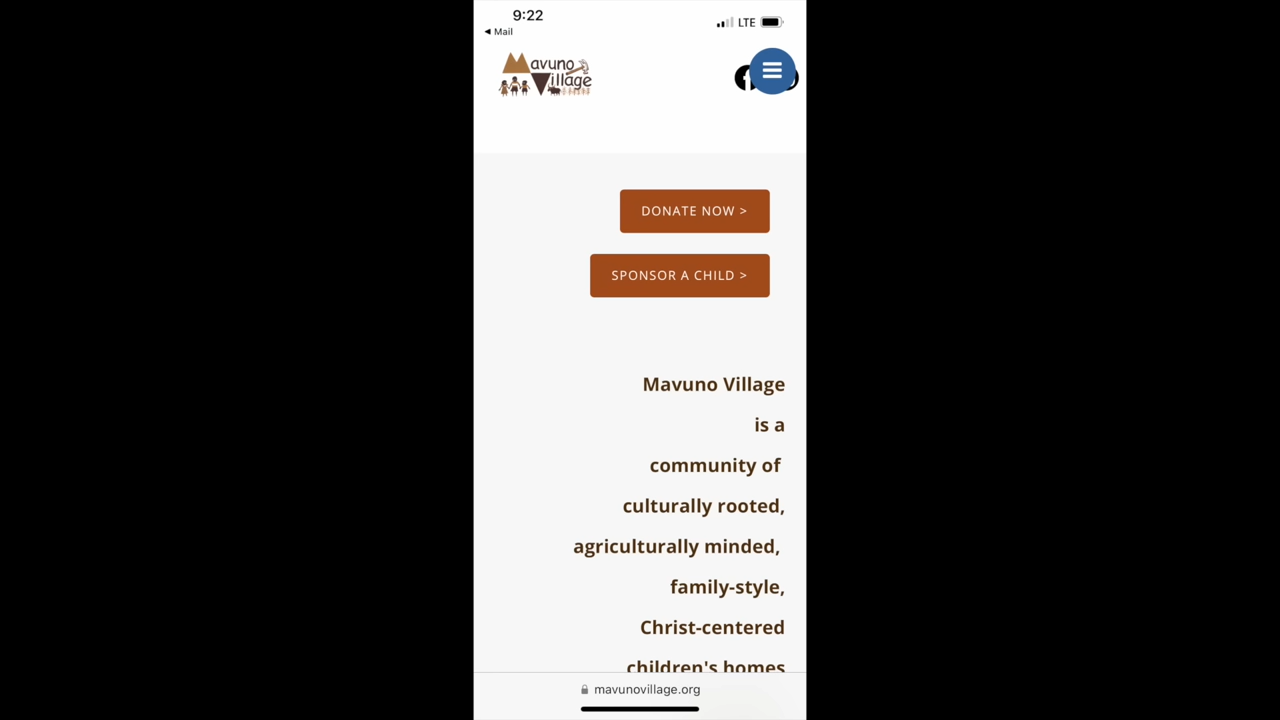 9:22
LTE
◀ Mail
Mavuno
Village
DONATE NOW >
SPONSOR A CHILD >
Mavuno Village
is a
community of
culturally rooted,
agriculturally minded,
family-style,
Christ-centered
children's homes
mavunovillage.org